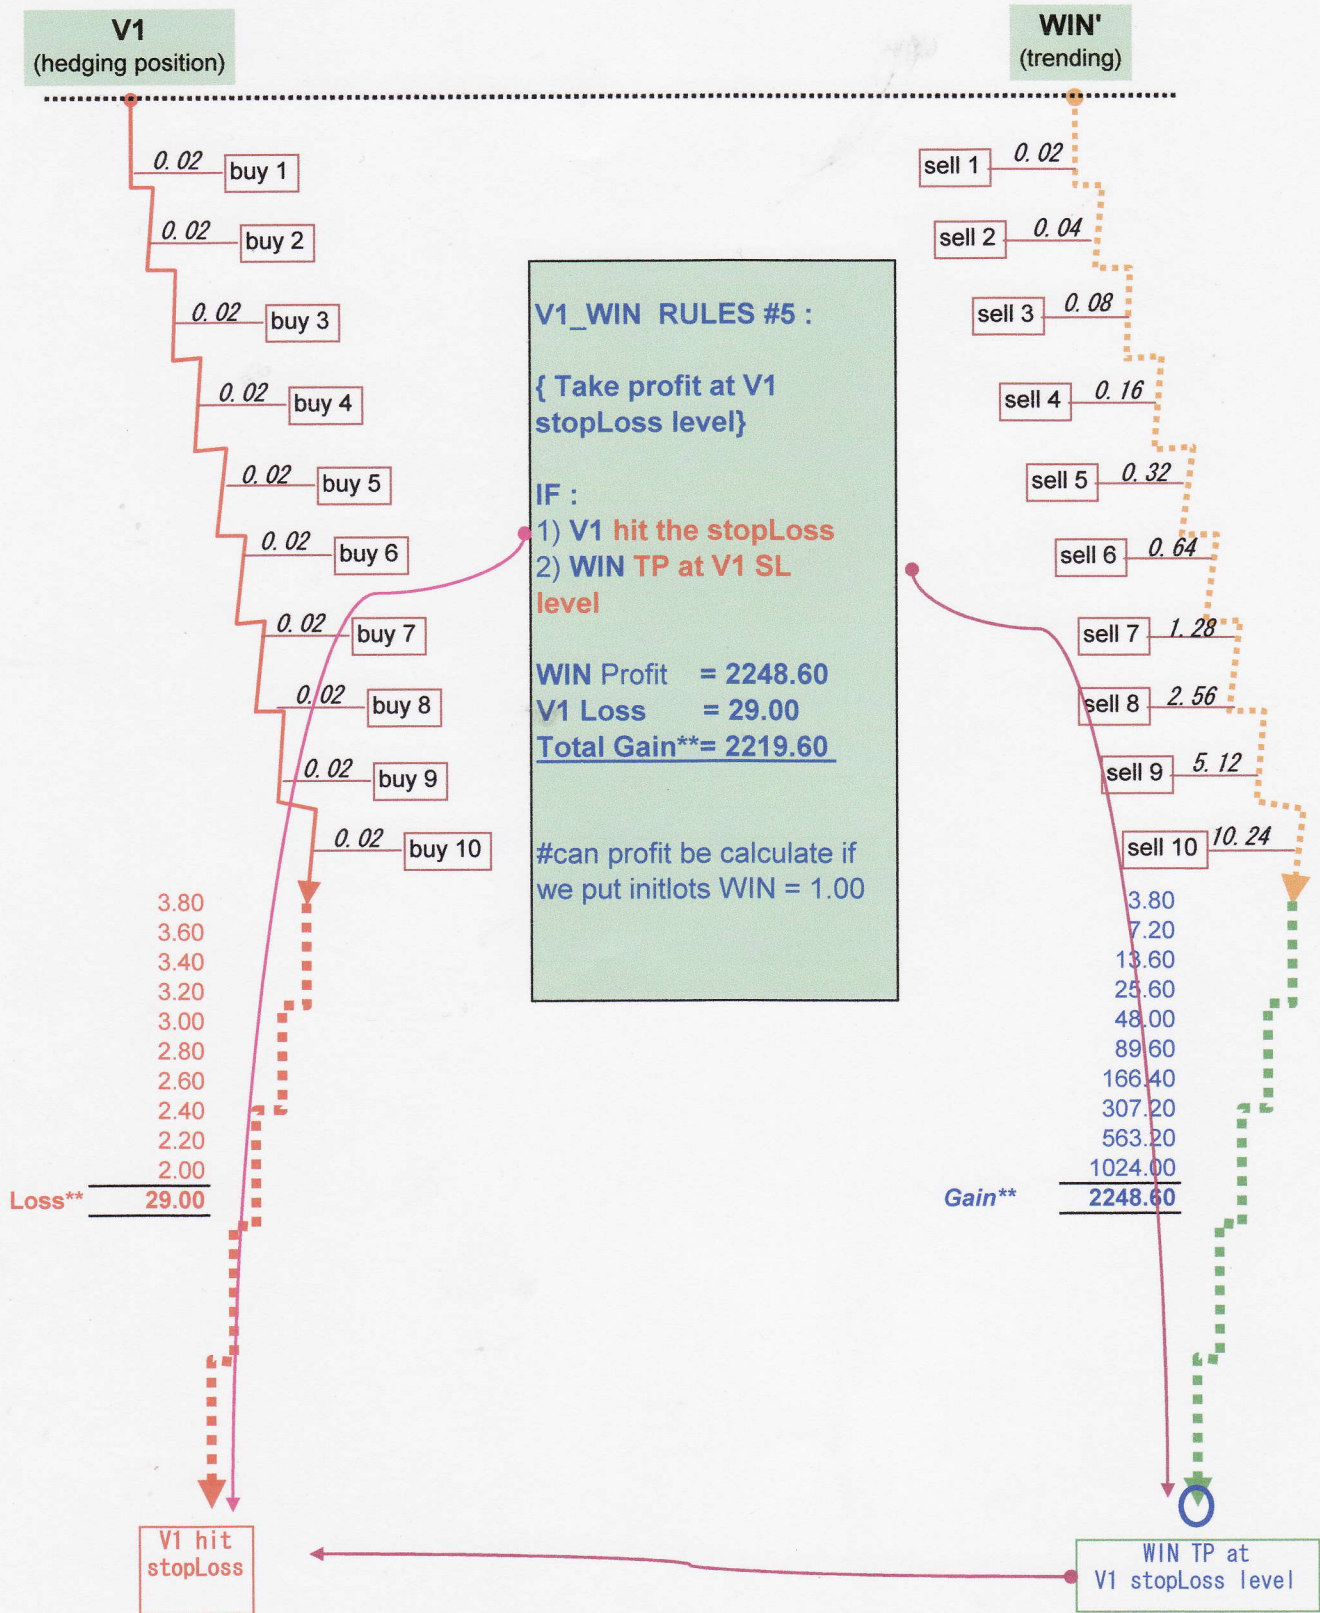 V1
(hedging position)
WIN'
(trending)
0.02 buy 1
0.02 buy 2
0.02 buy 3
0.02 buy 4
0.02 buy 5
0.02 buy 6
0.02 buy 7
0.02 buy 8
0.02 buy 9
0.02 buy 10
3.80
3.60
3.40
3.20
3.00
2.80
2.60
2.40
2.20
2.00
Loss** 29.00
V1 hit
stopLoss
V1_WIN RULES #5 :
{ Take profit at V1
stopLoss level}
IF :
1) V1 hit the stopLoss
2) WIN TP at V1 SL
level
WIN Profit = 2248.60
V1 Loss = 29.00
Total Gain**= 2219.60
#can profit be calculate if
we put initlots WIN = 1.00
sell 1 0.02
sell 2 0.04
sell 3 0.08
sell 4 0.16
sell 5 0.32
sell 6 0.64
sell 7 1.28
sell 8 2.56
sell 9 5.12
sell 10 10.24
3.80
7.20
13.60
25.60
48.00
89.60
166.40
307.20
563.20
1024.00
Gain** 2248.60
WIN TP at
V1 stopLoss level